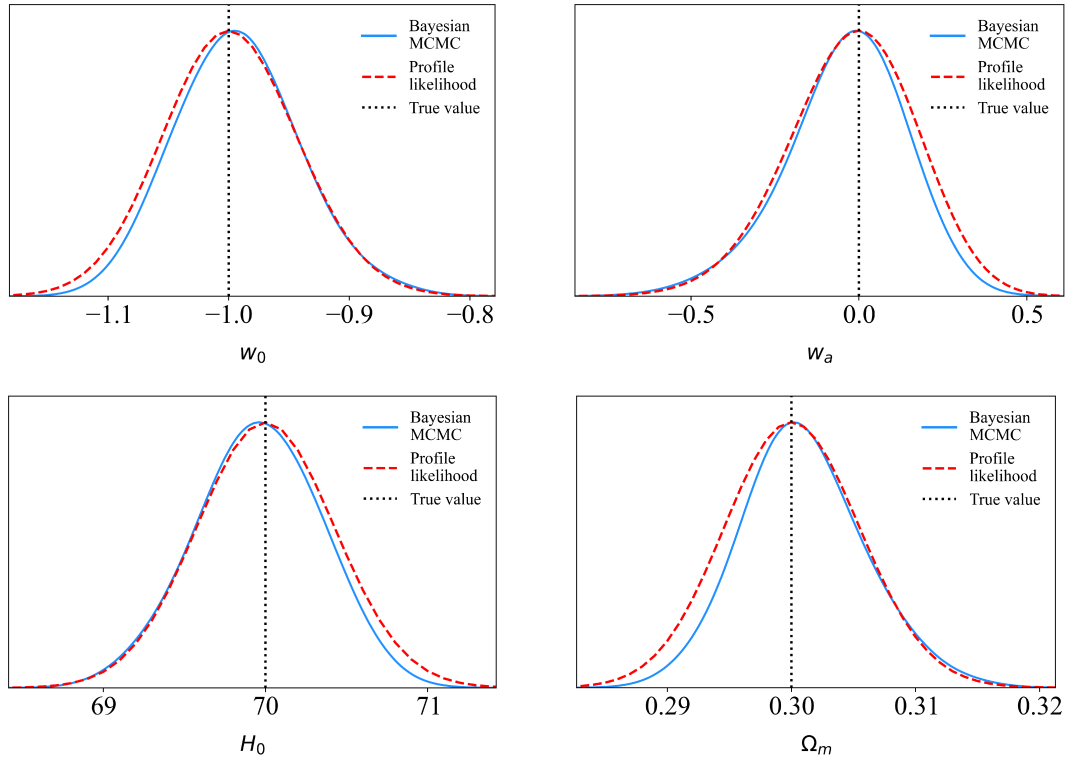 Bayesian
MCMC
Profile
likelihood
True value
−1.1 −1.0 −0.9 −0.8
w0
Bayesian
MCMC
Profile
likelihood
True value
−0.5 0.0 0.5
wa
Bayesian
MCMC
Profile
likelihood
True value
69 70 71
H0
Bayesian
MCMC
Profile
likelihood
True value
0.29 0.30 0.31 0.32
Ωm